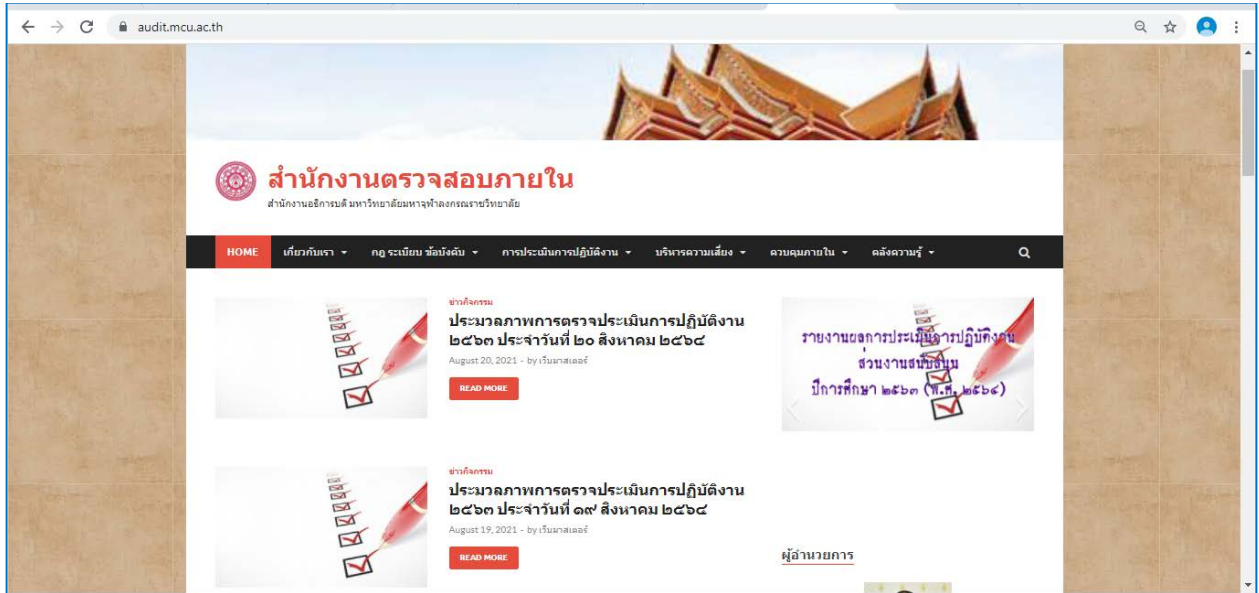 audit.mcu.ac.th
สำนักงานตรวจสอบภายใน
สำนักงานอธิการบดี มหาวิทยาลัยมหาจุฬาลงกรณราชวิทยาลัย
HOME เกี่ยวกับเรา กฎ ระเบียบ ข้อบังคับ การประเมินการปฏิบัติงาน บริหารความเสี่ยง ควบคุมภายใน คลังความรู้
ข่าวกิจกรรม
ประมวลภาพการตรวจประเมินการปฏิบัติงาน
๒๕๖๓ ประจำวันที่ ๒๐ สิงหาคม ๒๕๖๔
August 20, 2021 - by เว็บมาสเตอร์
READ MORE
รายงานผลการประเมินการปฏิบัติงาน
ส่วนงานสนับสนุน
ปีการศึกษา ๒๕๖๓ (พ.ศ. ๒๕๖๔)
ข่าวกิจกรรม
ประมวลภาพการตรวจประเมินการปฏิบัติงาน
๒๕๖๓ ประจำวันที่ ๑๙ สิงหาคม ๒๕๖๔
August 19, 2021 - by เว็บมาสเตอร์
READ MORE
ผู้อำนวยการ